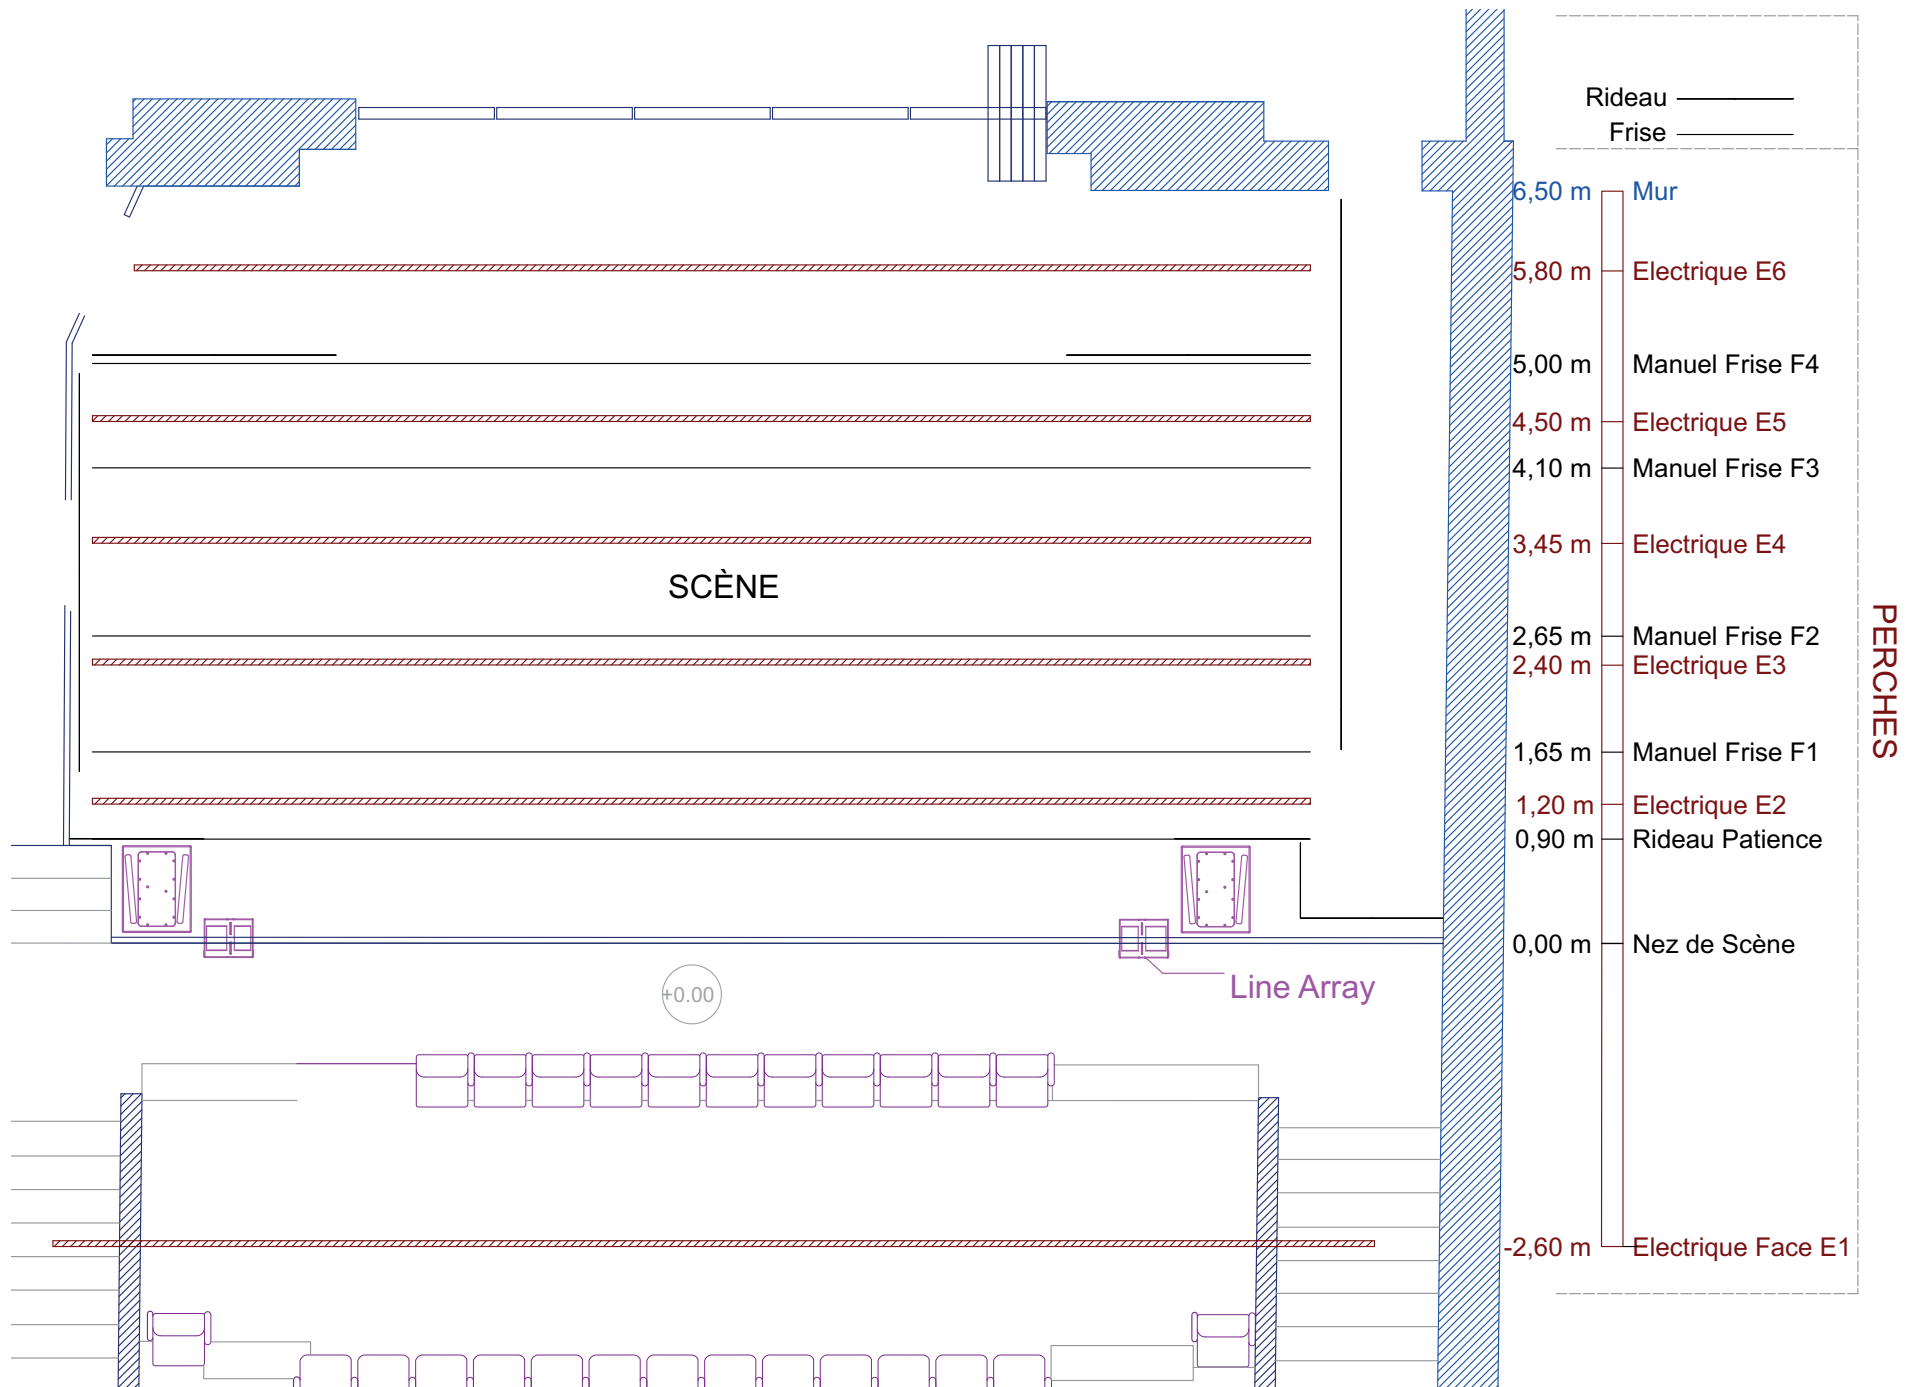 Rideau
Frise
6,50 m Mur
5,80 m Electrique E6
5,00 m Manuel Frise F4
4,50 m Electrique E5
4,10 m Manuel Frise F3
3,45 m Electrique E4
SCÈNE
2,65 m Manuel Frise F2
2,40 m Electrique E3
PERCHES
1,65 m Manuel Frise F1
1,20 m Electrique E2
0,90 m Rideau Patience
0,00 m Nez de Scène
Line Array
+0.00
-2,60 m Electrique Face E1